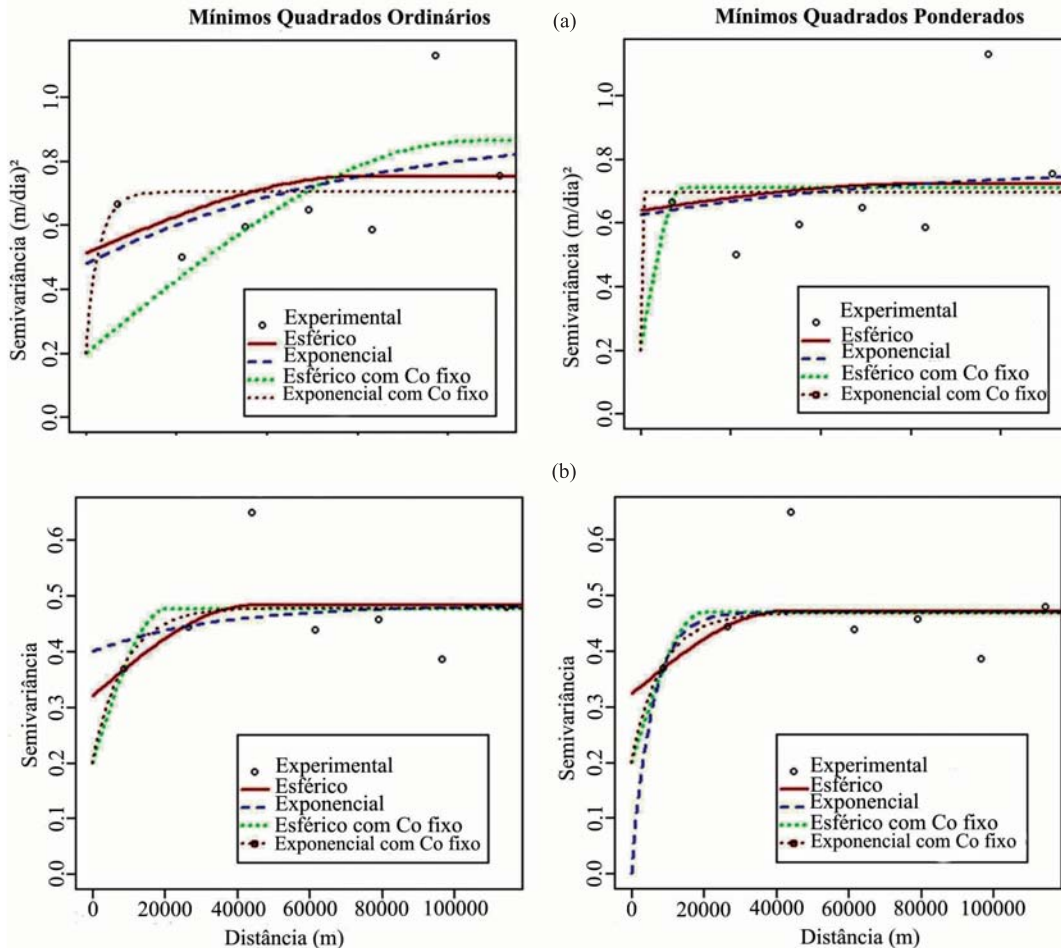 Mínimos Quadrados Ordinários
(a)
Mínimos Quadrados Ponderados
Semivariância (m/dia)²
0.0 0.2 0.4 0.6 0.8 1.0
Experimental
Esférico
Exponencial
Esférico com Co fixo
Exponencial com Co fixo
Semivariância (m/dia)²
0.0 0.2 0.4 0.6 0.8 1.0
Experimental
Esférico
Exponencial
Esférico com Co fixo
Exponencial com Co fixo
(b)
Semivariância
0.0 0.1 0.2 0.3 0.4 0.5 0.6
Experimental
Esférico
Exponencial
Esférico com Co fixo
Exponencial com Co fixo
0 20000 40000 60000 80000 100000
Distância (m)
Semivariância
0.0 0.1 0.2 0.3 0.4 0.5 0.6
Experimental
Esférico
Exponencial
Esférico com Co fixo
Exponencial com Co fixo
0 20000 40000 60000 80000 100000
Distância (m)